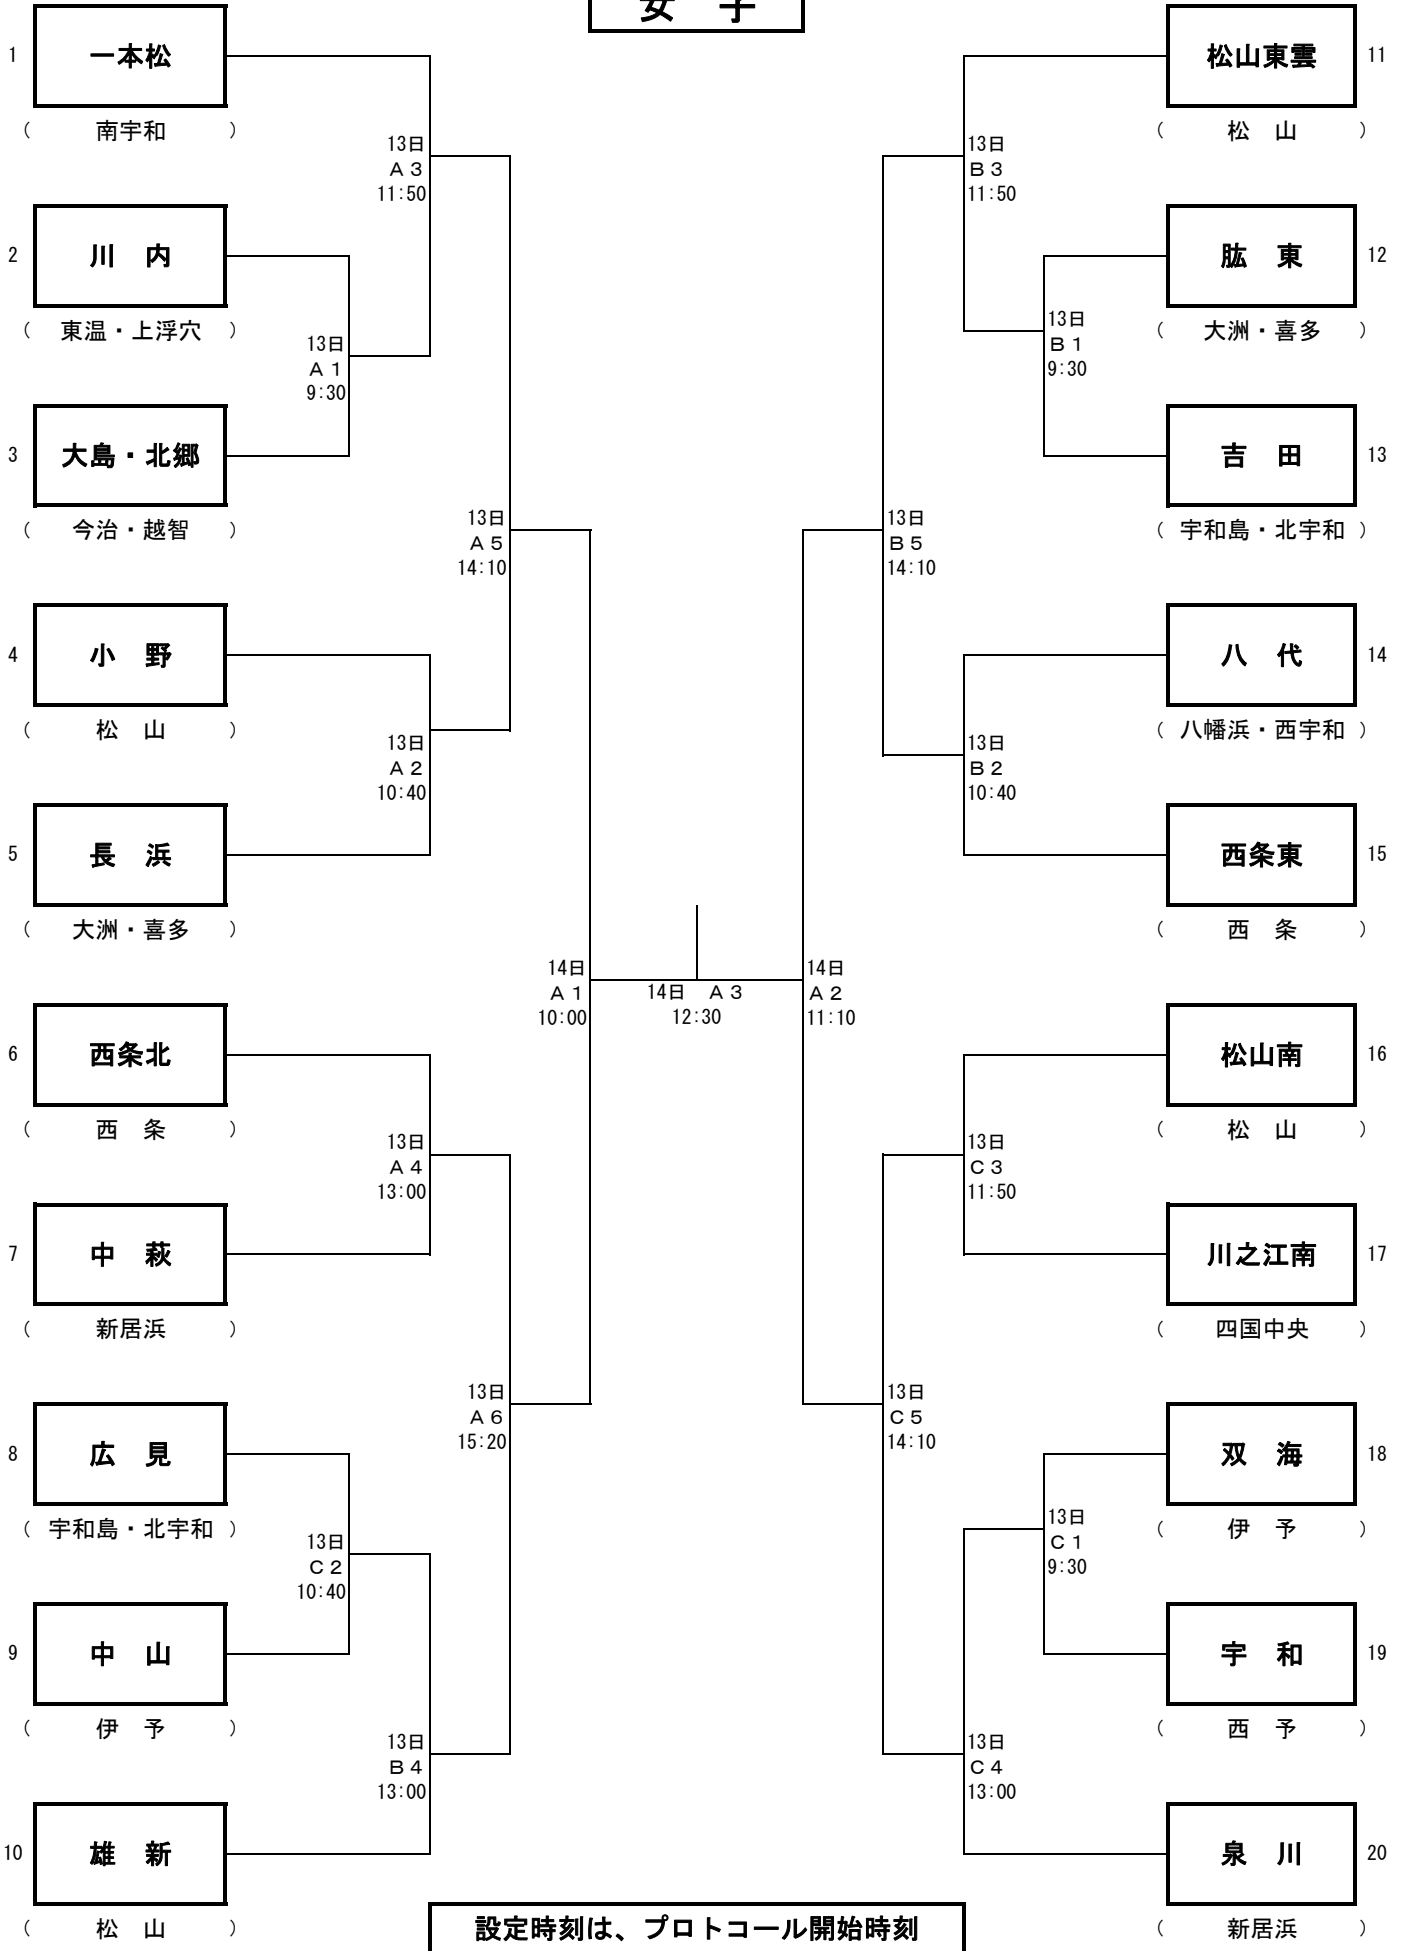 女　子
1
一本松
（　南宇和　）
2
川　内
（　東温・上浮穴　）
3
大島・北郷
（　今治・越智　）
4
小　野
（　松　山　）
5
長　浜
（　大洲・喜多　）
6
西条北
（　西　条　）
7
中　萩
（　新居浜　）
8
広　見
（　宇和島・北宇和　）
9
中　山
（　伊　予　）
10
雄　新
（　松　山　）
13日
Ａ３
11:50
13日
Ａ１
9:30
13日
Ａ５
14:10
13日
Ａ２
10:40
14日
Ａ１
10:00
13日
Ａ４
13:00
13日
Ａ６
15:20
13日
Ｃ２
10:40
13日
Ｂ４
13:00
14日　Ａ３
12:30
13日
Ｂ３
11:50
13日
Ｂ１
9:30
13日
Ｂ５
14:10
13日
Ｂ２
10:40
14日
Ａ２
11:10
13日
Ｃ３
11:50
13日
Ｃ５
14:10
13日
Ｃ１
9:30
13日
Ｃ４
13:00
松山東雲
11
（　松　山　）
肱　東
12
（　大洲・喜多　）
吉　田
13
（　宇和島・北宇和　）
八　代
14
（　八幡浜・西宇和　）
西条東
15
（　西　条　）
松山南
16
（　松　山　）
川之江南
17
（　四国中央　）
双　海
18
（　伊　予　）
宇　和
19
（　西　予　）
泉　川
20
（　新居浜　）
設定時刻は、プロトコール開始時刻